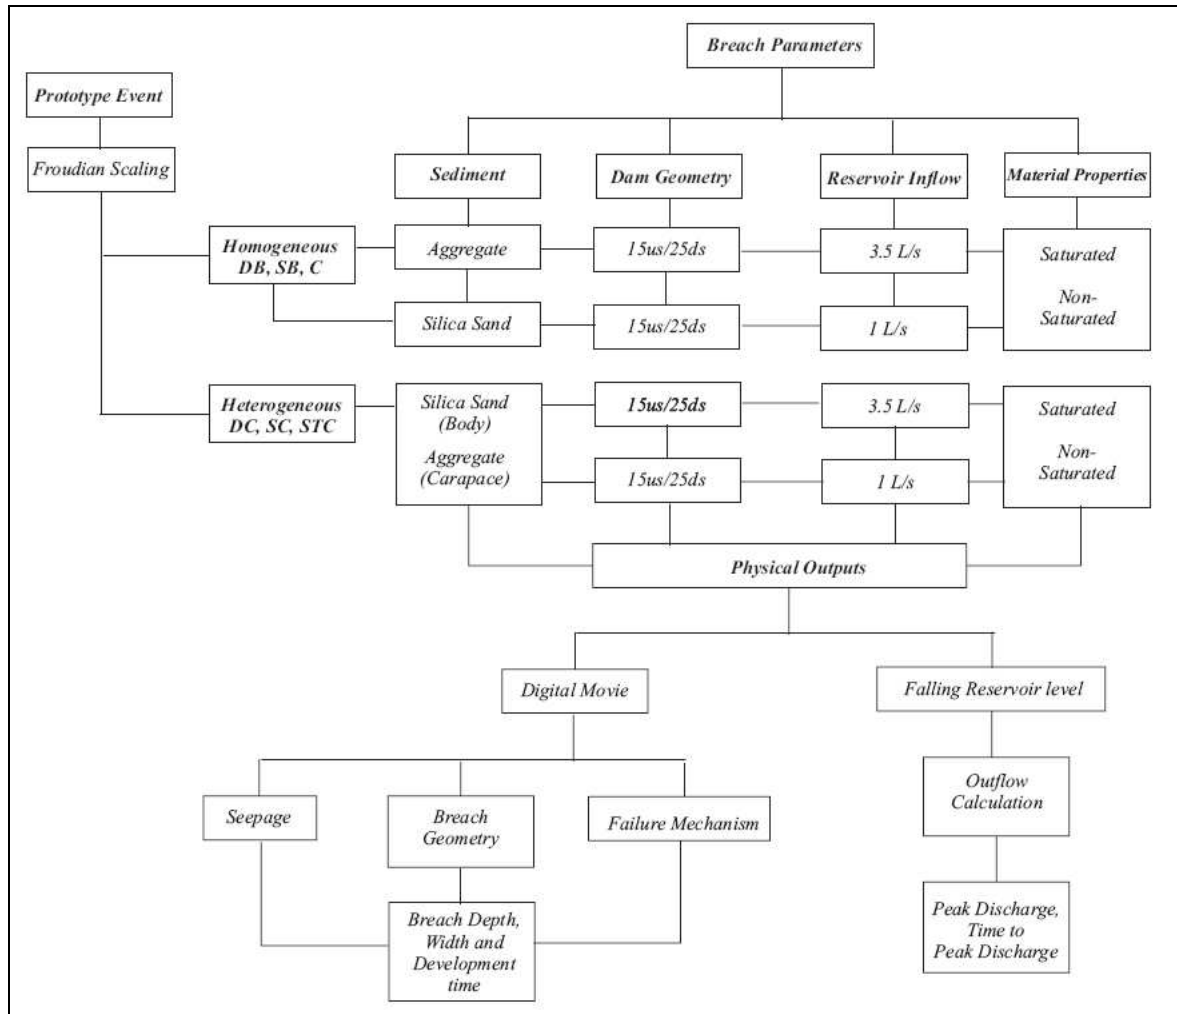 Breach Parameters
Prototype Event
Froudian Scaling
Sediment
Dam Geometry
Reservoir Inflow
Material Properties
Homogeneous
DB, SB, C
Aggregate
15us/25ds
3.5 L/s
Saturated
Non-
Saturated
Silica Sand
15us/25ds
1 L/s
Heterogeneous
DC, SC, STC
Silica Sand
(Body)
Aggregate
(Carapace)
15us/25ds
3.5 L/s
Saturated
Non-
Saturated
15us/25ds
1 L/s
Physical Outputs
Digital Movie
Falling Reservoir level
Seepage
Breach
Geometry
Failure Mechanism
Outflow
Calculation
Breach Depth,
Width and
Development
time
Peak Discharge,
Time to
Peak Discharge